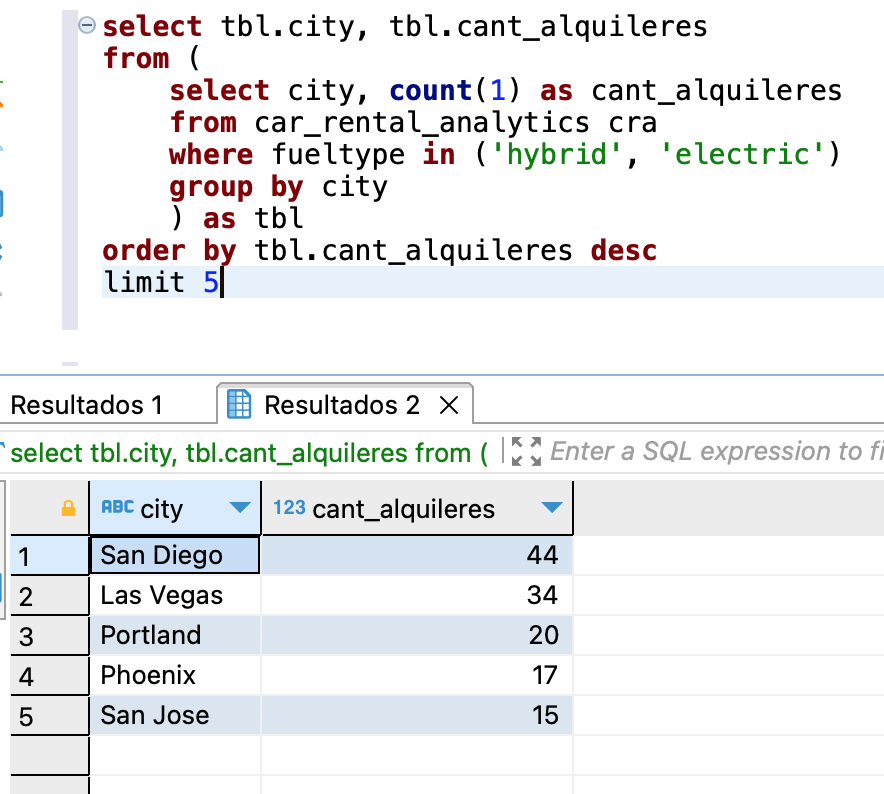 select tbl.city, tbl.cant_alquileres
from (
select city, count(1) as cant_alquileres
from car_rental_analytics cra
where fueltype in ('hybrid', 'electric')
group by city
) as tbl
order by tbl.cant_alquileres desc
limit 5
Resultados 1
Resultados 2
select tbl.city, tbl.cant_alquileres from (
Enter a SQL expression to fi
ABC city
123 cant_alquileres
1 San Diego 44
2 Las Vegas 34
3 Portland 20
4 Phoenix 17
5 San Jose 15